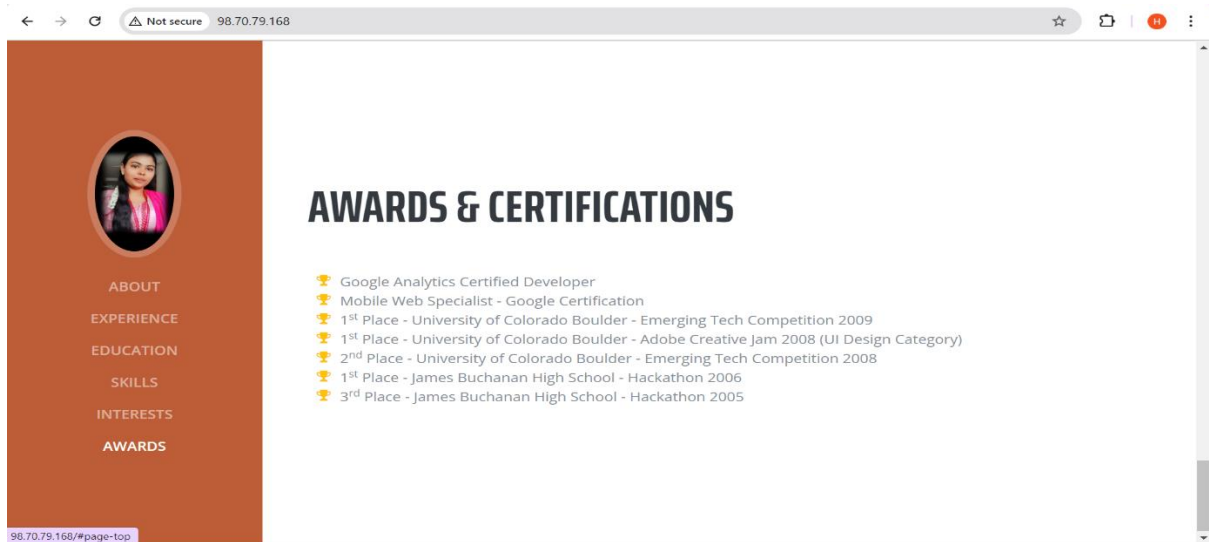 Not secure 98.70.79.168
H
ABOUT
EXPERIENCE
EDUCATION
SKILLS
INTERESTS
AWARDS
AWARDS & CERTIFICATIONS
Google Analytics Certified Developer
Mobile Web Specialist - Google Certification
1st Place - University of Colorado Boulder - Emerging Tech Competition 2009
1st Place - University of Colorado Boulder - Adobe Creative Jam 2008 (UI Design Category)
2nd Place - University of Colorado Boulder - Emerging Tech Competition 2008
1st Place - James Buchanan High School - Hackathon 2006
3rd Place - James Buchanan High School - Hackathon 2005
98.70.79.168/#page-top